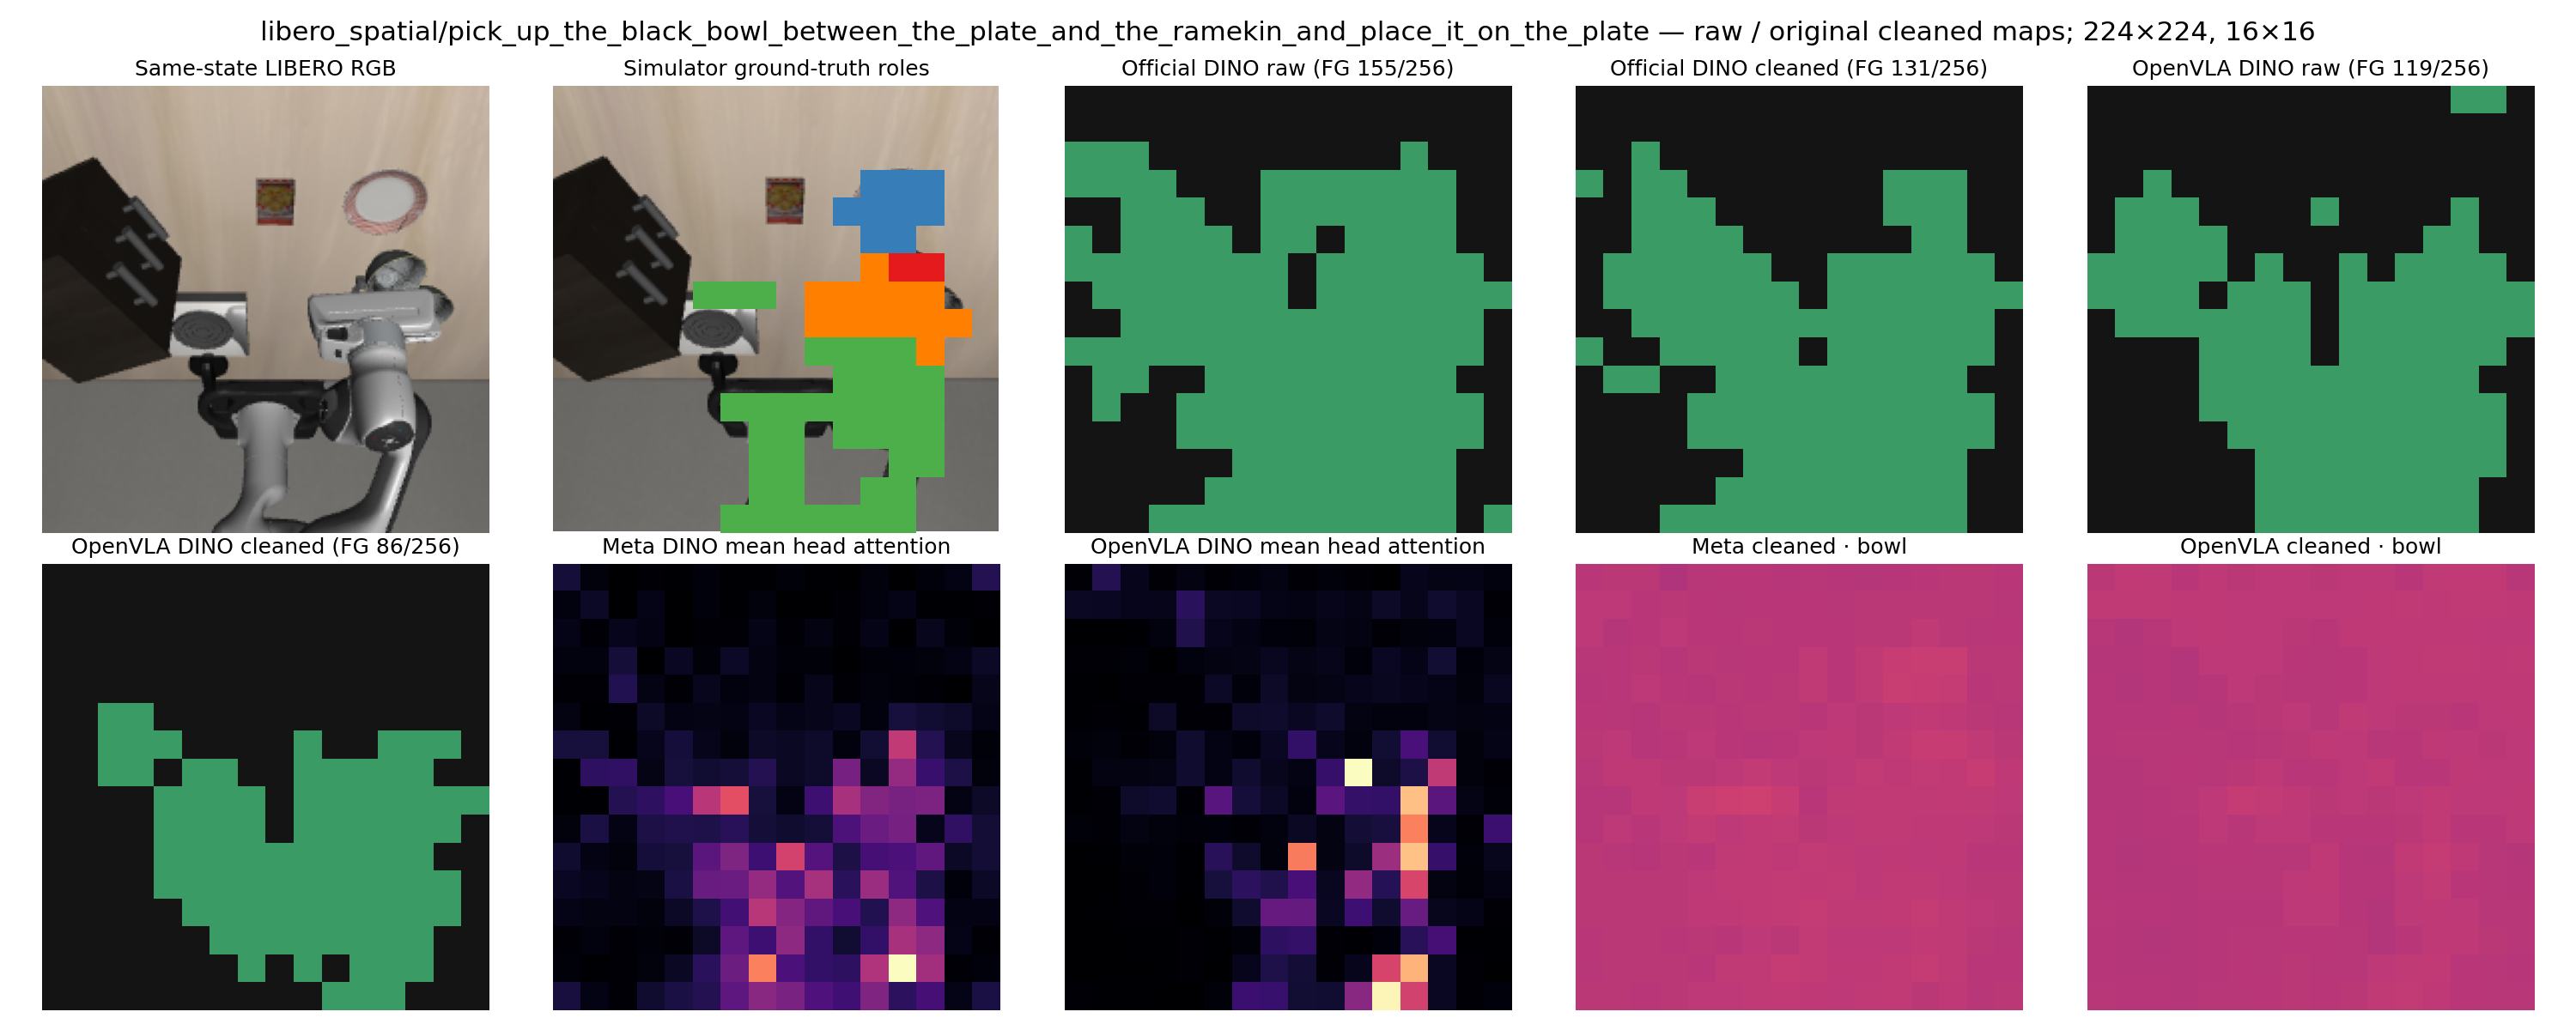 libero_spatial/pick_up_the_black_bowl_between_the_plate_and_the_ramekin_and_place_it_on_the_plate — raw / original cleaned maps; 224×224, 16×16
Same-state LIBERO RGB
Simulator ground-truth roles
Official DINO raw (FG 155/256)
Official DINO cleaned (FG 131/256)
OpenVLA DINO raw (FG 119/256)
OpenVLA DINO cleaned (FG 86/256)
Meta DINO mean head attention
OpenVLA DINO mean head attention
Meta cleaned · bowl
OpenVLA cleaned · bowl